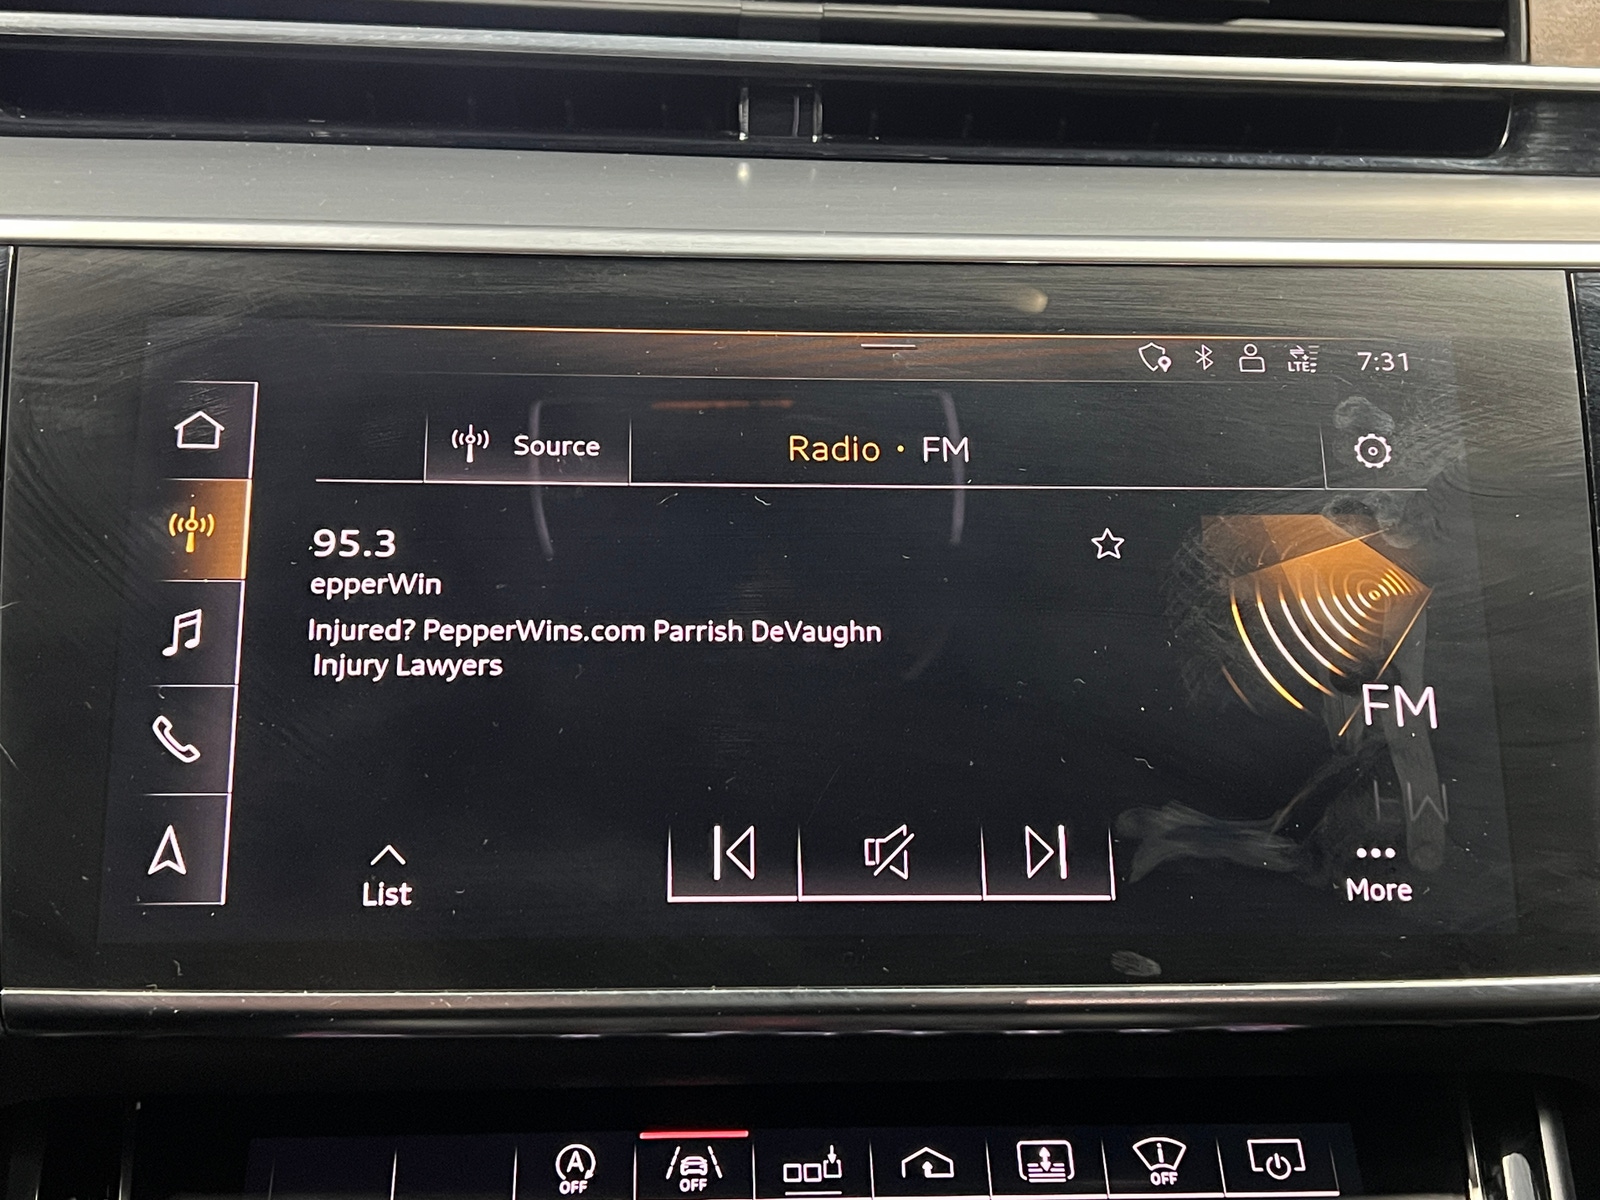 LTE
7:31
Source
Radio • FM
95.3
epperWin
Injured? PepperWins.com Parrish DeVaughn
Injury Lawyers
FM
List
More
A
OFF
OFF
OFF